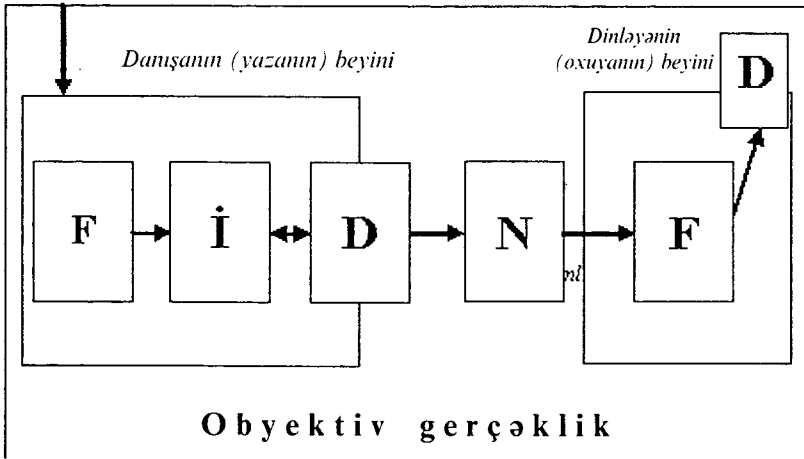 Danışanın (yazanın) beyini
Dinləyənin
(oxuyanın) beyini
D
F
İ
D
N
F
Obyektiv gerçəklik